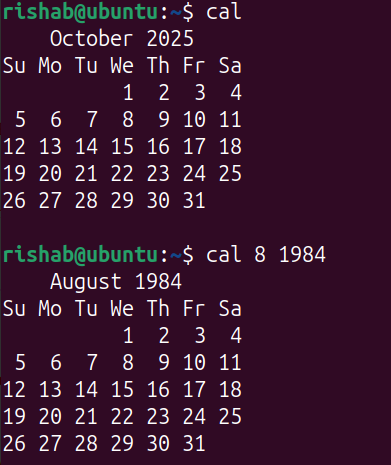 rishab@ubuntu:~$ cal
    October 2025
Su Mo Tu We Th Fr Sa
          1  2  3  4
 5  6  7  8  9 10 11
12 13 14 15 16 17 18
19 20 21 22 23 24 25
26 27 28 29 30 31

rishab@ubuntu:~$ cal 8 1984
    August 1984
Su Mo Tu We Th Fr Sa
          1  2  3  4
 5  6  7  8  9 10 11
12 13 14 15 16 17 18
19 20 21 22 23 24 25
26 27 28 29 30 31